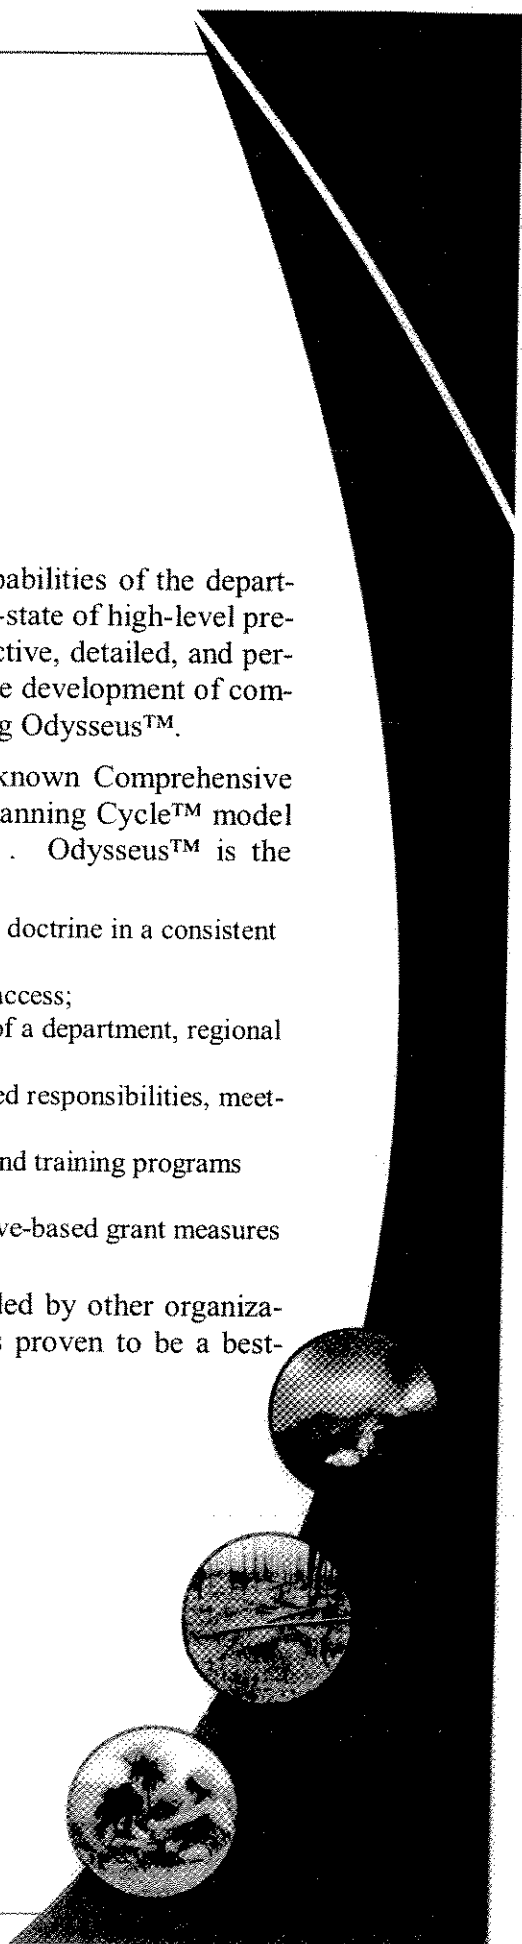 abilities of the depart-
-state of high-level pre-
ctive, detailed, and per-
e development of com-
g Odysseus™.
known Comprehensive
anning Cycle™ model
. Odysseus™ is the
doctrine in a consistent
access;
of a department, regional
ed responsibilities, meet-
nd training programs
ve-based grant measures
led by other organiza-
s proven to be a best-